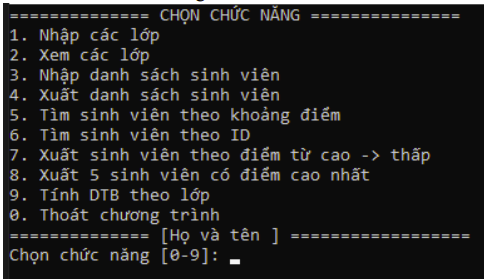 ============== CHỌN CHỨC NĂNG ===============
1. Nhập các lớp
2. Xem các lớp
3. Nhập danh sách sinh viên
4. Xuất danh sách sinh viên
5. Tìm sinh viên theo khoảng điểm
6. Tìm sinh viên theo ID
7. Xuất sinh viên theo điểm từ cao -> thấp
8. Xuất 5 sinh viên có điểm cao nhất
9. Tính DTB theo lớp
0. Thoát chương trình
============== [Họ và tên ] ==================
Chọn chức năng [0-9]: _